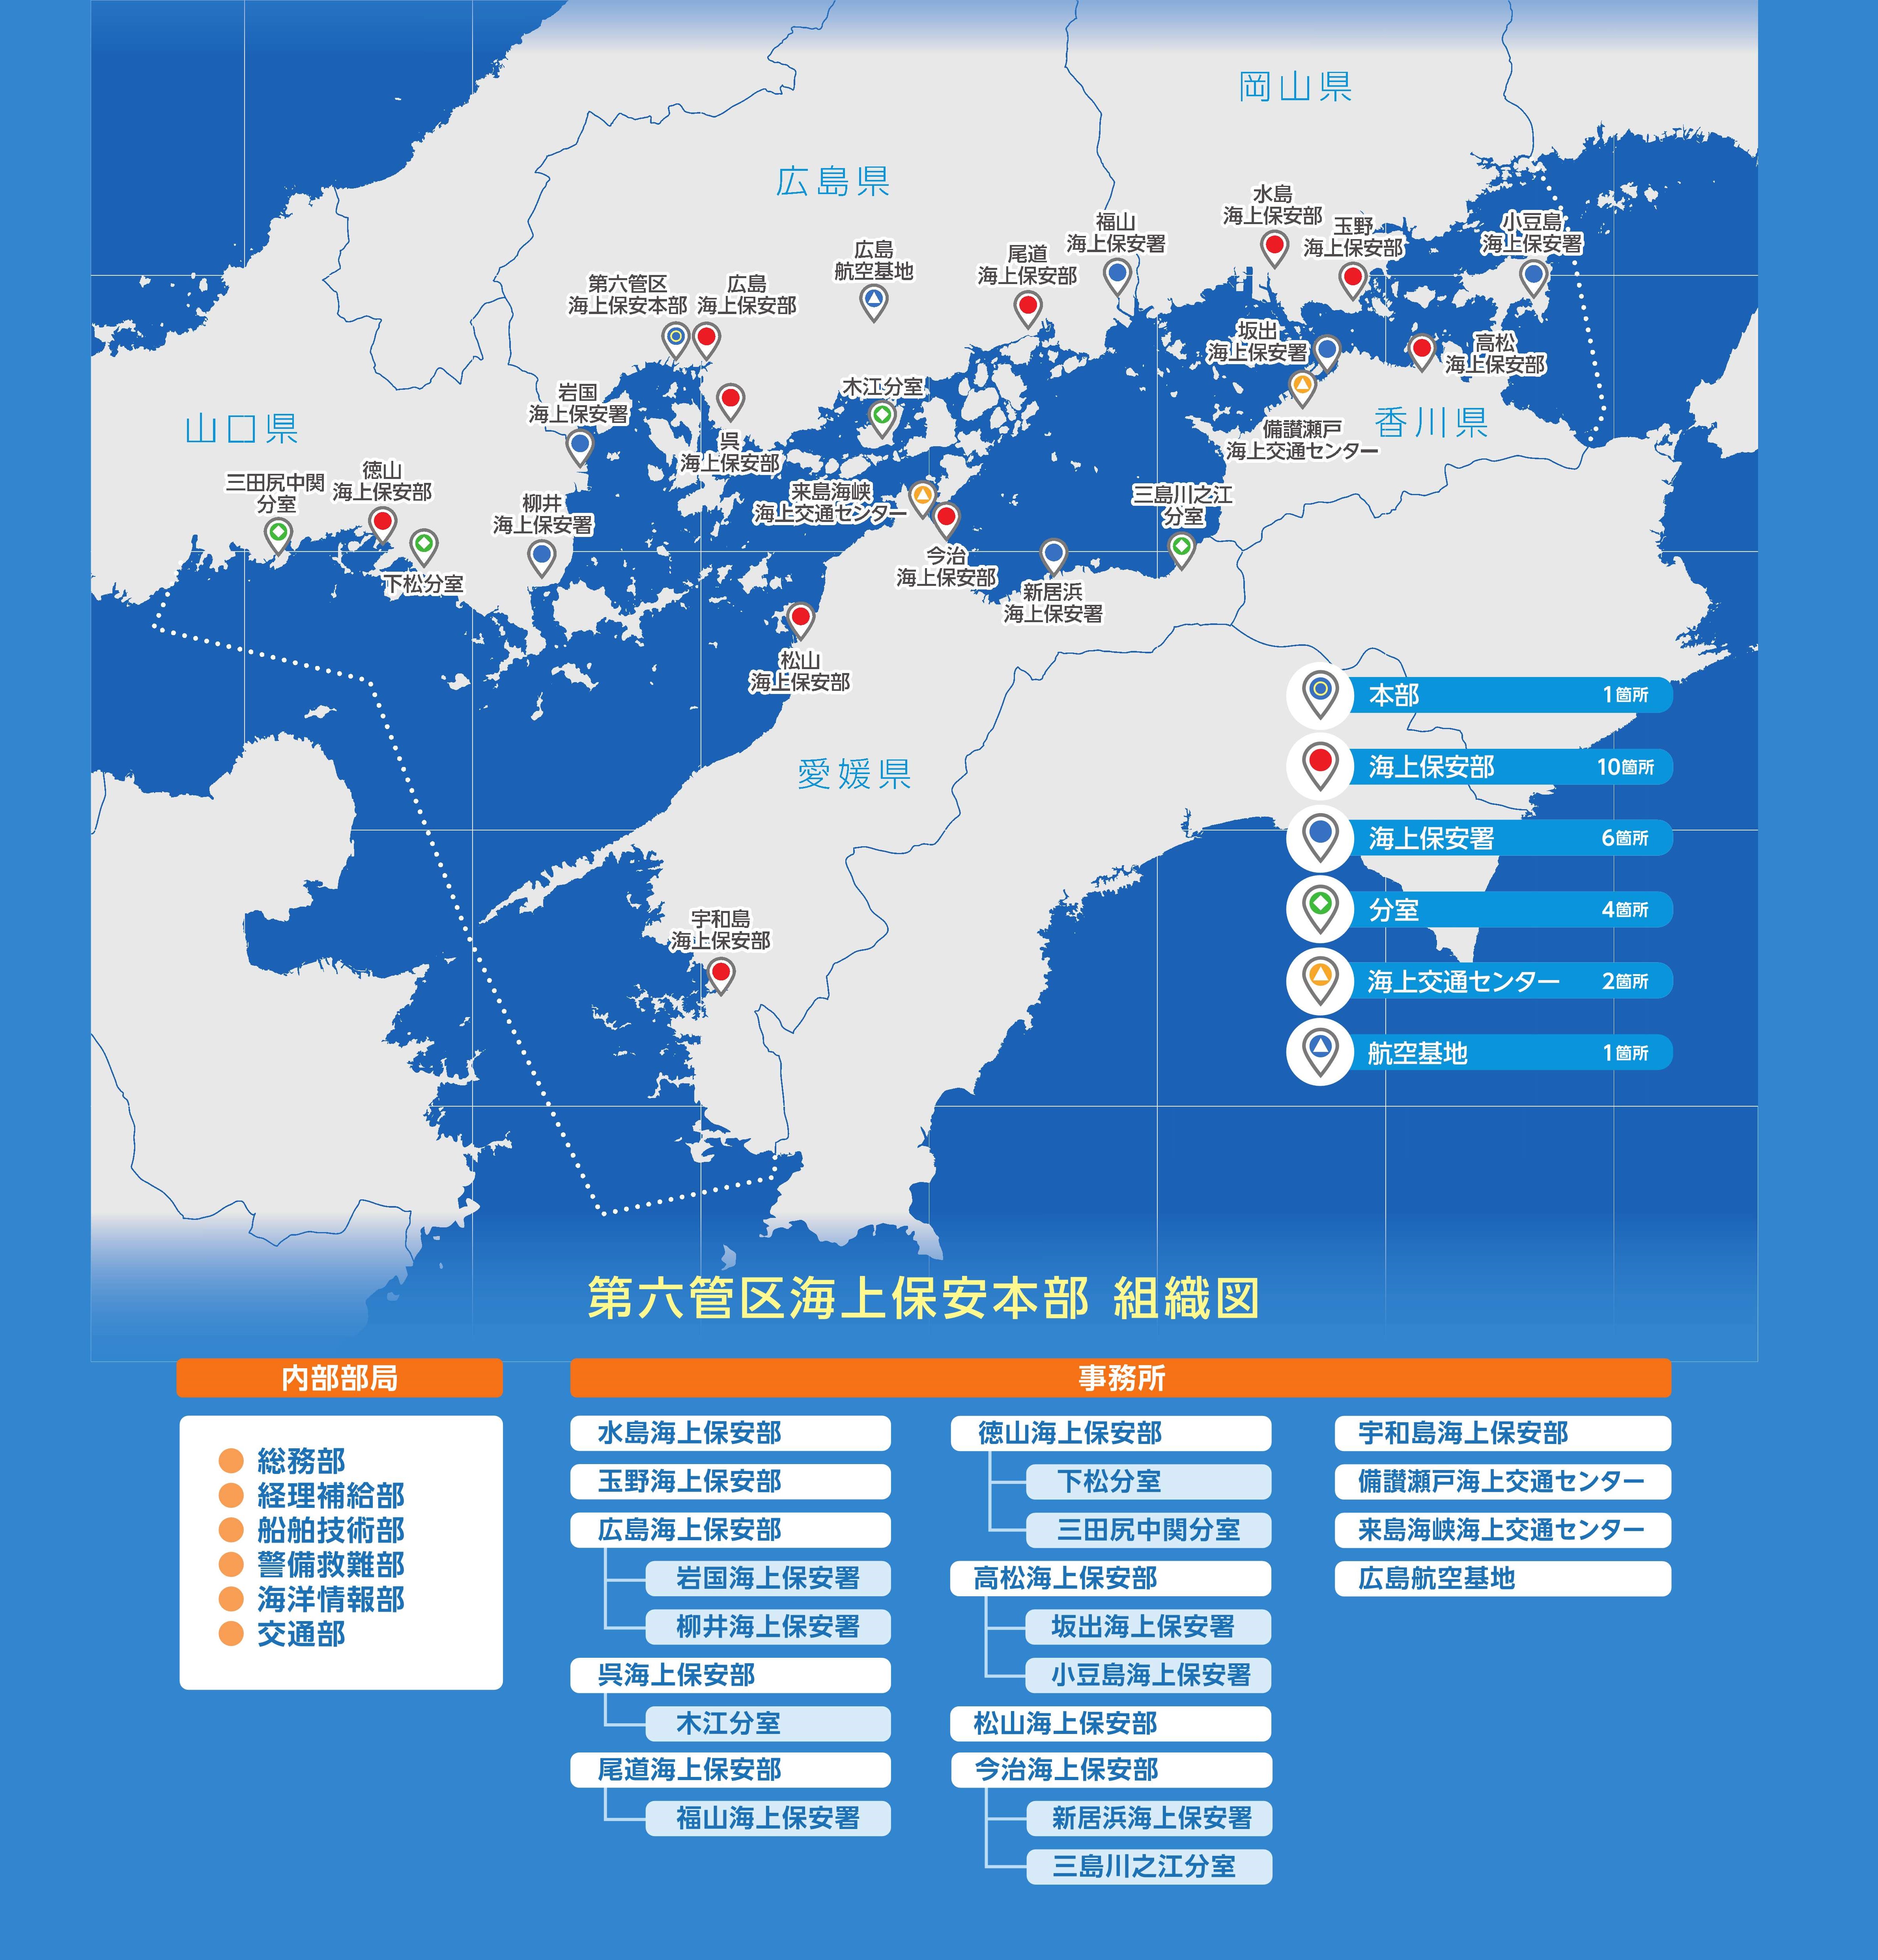 岡山県
広島県
水島
海上保安部
玉野
海上保安部
小豆島
海上保安署
福山
海上保安署
尾道
海上保安部
広島
航空基地
第六管区
海上保安本部
広島
海上保安部
坂出
海上保安署
高松
海上保安部
岩国
海上保安署
木江分室
香川県
山口県
呉
海上保安部
備讃瀬戸
海上交通センター
三田尻中関
分室
徳山
海上保安部
柳井
海上保安署
来島海峡
海上交通センター
三島川之江
分室
下松分室
今治
海上保安部
新居浜
海上保安署
松山
海上保安部
愛媛県
宇和島
海上保安部
本部 1箇所
海上保安部 10箇所
海上保安署 6箇所
分室 4箇所
海上交通センター 2箇所
航空基地 1箇所
第六管区海上保安本部 組織図
内部部局
総務部
経理補給部
船舶技術部
警備救難部
海洋情報部
交通部
事務所
水島海上保安部
玉野海上保安部
広島海上保安部
岩国海上保安署
柳井海上保安署
呉海上保安部
木江分室
尾道海上保安部
福山海上保安署
徳山海上保安部
下松分室
三田尻中関分室
高松海上保安部
坂出海上保安署
小豆島海上保安署
松山海上保安部
今治海上保安部
新居浜海上保安署
三島川之江分室
宇和島海上保安部
備讃瀬戸海上交通センター
来島海峡海上交通センター
広島航空基地